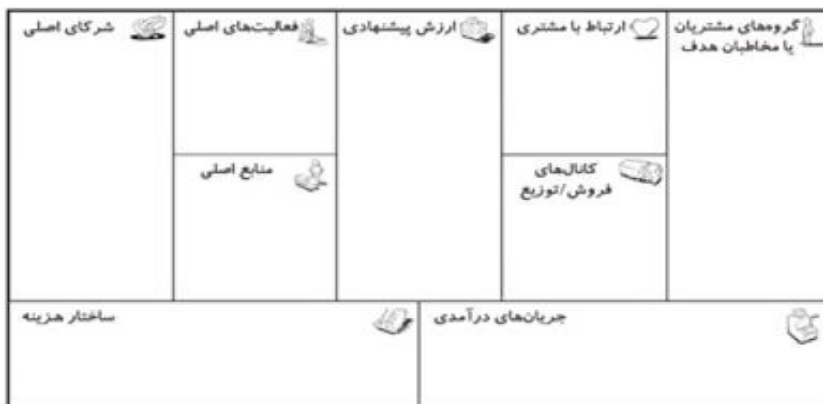 گروه‌های مشتریان
یا مخاطبان هدف
ارتباط با مشتری
ارزش پیشنهادی
فعالیت‌های اصلی
شرکای اصلی
کانال‌های
فروش/توزیع
منابع اصلی
جریان‌های درآمدی
ساختار هزینه